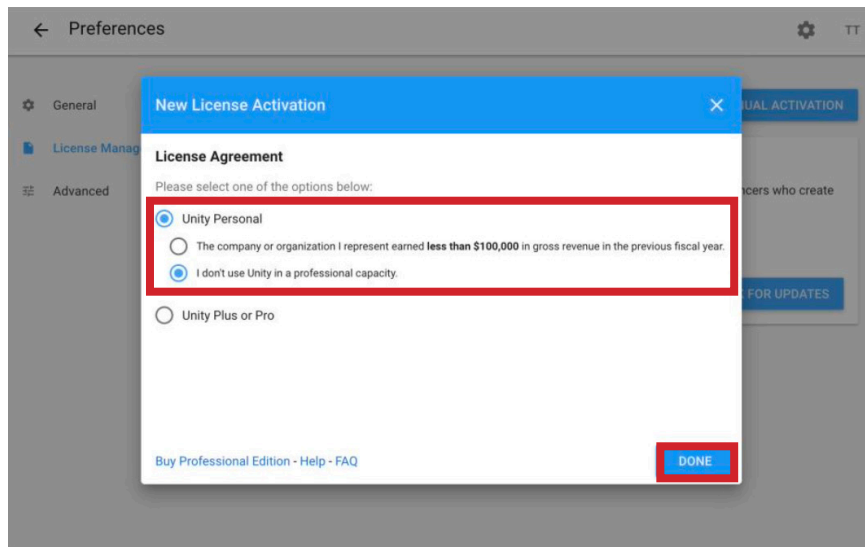 Preferences
TT
General
New License Activation
License Manag
License Agreement
Advanced
Please select one of the options below:
Unity Personal
The company or organization I represent earned less than $100,000 in gross revenue in the previous fiscal year.
I don't use Unity in a professional capacity.
Unity Plus or Pro
Buy Professional Edition - Help - FAQ
DONE
UAL ACTIVATION
ncers who create
FOR UPDATES